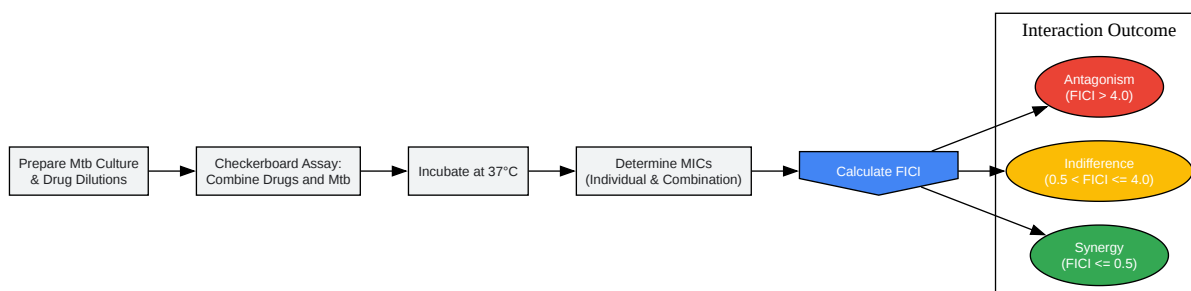 Prepare Mtb Culture
& Drug Dilutions
Checkerboard Assay:
Combine Drugs and Mtb
Incubate at 37°C
Determine MICs
(Individual & Combination)
Calculate FICI
Interaction Outcome
Antagonism
(FICI > 4.0)
Indifference
(0.5 < FICI <= 4.0)
Synergy
(FICI <= 0.5)